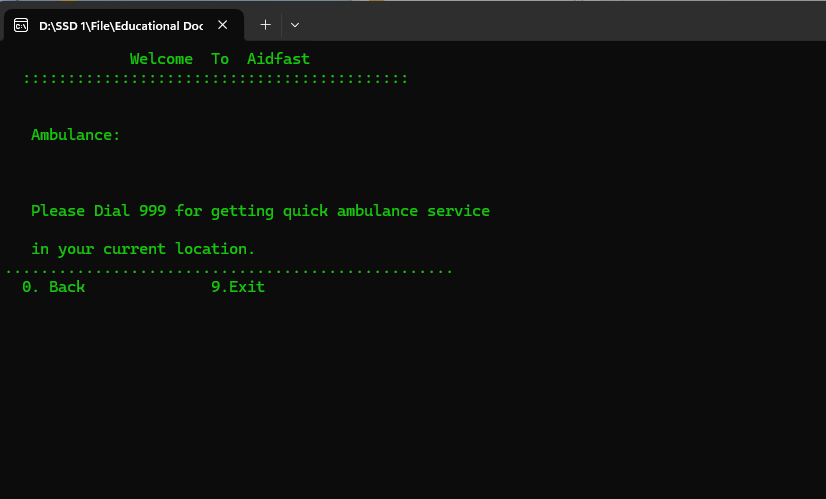 D:\SSD 1\File\Educational Doc
Welcome To Aidfast
::::::::::::::::::::::::::::::::::::::::::::
Ambulance:
Please Dial 999 for getting quick ambulance service
in your current location.
..................................................
0. Back 9.Exit